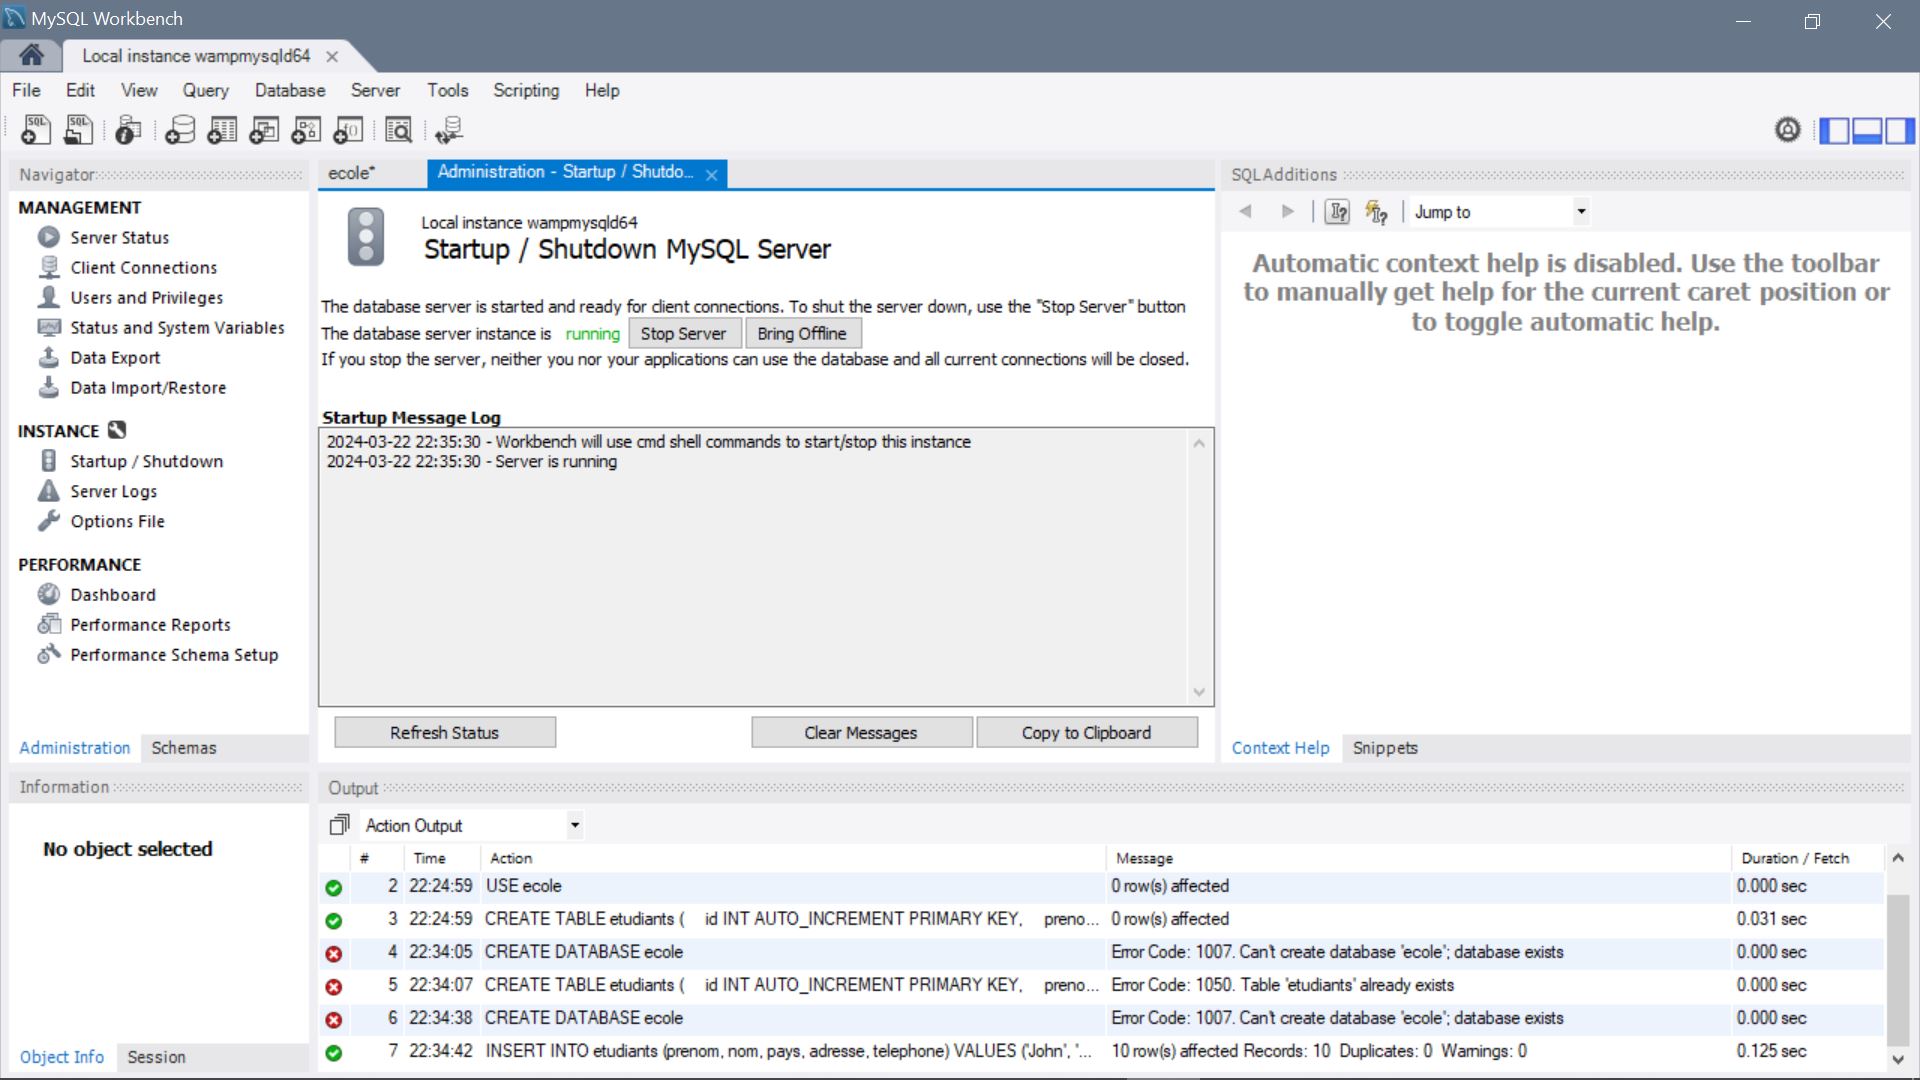 MySQL Workbench
Local instance wampmysqld64
File Edit View Query Database Server Tools Scripting Help
Navigator
MANAGEMENT
Server Status
Client Connections
Users and Privileges
Status and System Variables
Data Export
Data Import/Restore
INSTANCE
Startup / Shutdown
Server Logs
Options File
PERFORMANCE
Dashboard
Performance Reports
Performance Schema Setup
Administration Schemas
ecole* Administration - Startup / Shutdo...
Local instance wampmysqld64
Startup / Shutdown MySQL Server
The database server is started and ready for client connections. To shut the server down, use the "Stop Server" button
The database server instance is running Stop Server Bring Offline
If you stop the server, neither you nor your applications can use the database and all current connections will be closed.
Startup Message Log
2024-03-22 22:35:30 - Workbench will use cmd shell commands to start/stop this instance
2024-03-22 22:35:30 - Server is running
Refresh Status Clear Messages Copy to Clipboard
SQLAdditions
Jump to
Automatic context help is disabled. Use the toolbar
to manually get help for the current caret position or
to toggle automatic help.
Context Help Snippets
Information
No object selected
Object Info Session
Output
Action Output
# Time Action Message Duration / Fetch
2 22:24:59 USE ecole 0 row(s) affected 0.000 sec
3 22:24:59 CREATE TABLE etudiants ( id INT AUTO_INCREMENT PRIMARY KEY, preno... 0 row(s) affected 0.031 sec
4 22:34:05 CREATE DATABASE ecole Error Code: 1007. Can't create database 'ecole'; database exists 0.000 sec
5 22:34:07 CREATE TABLE etudiants ( id INT AUTO_INCREMENT PRIMARY KEY, preno... Error Code: 1050. Table 'etudiants' already exists 0.000 sec
6 22:34:38 CREATE DATABASE ecole Error Code: 1007. Can't create database 'ecole'; database exists 0.000 sec
7 22:34:42 INSERT INTO etudiants (prenom, nom, pays, adresse, telephone) VALUES ('John', '... 10 row(s) affected Records: 10 Duplicates: 0 Warnings: 0 0.125 sec